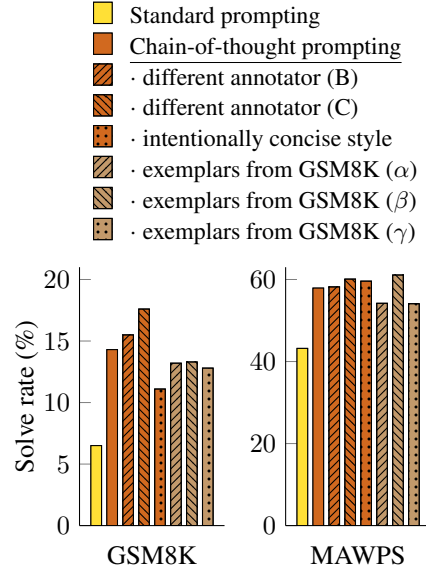 Standard prompting
Chain-of-thought prompting
· different annotator (B)
· different annotator (C)
· intentionally concise style
· exemplars from GSM8K (α)
· exemplars from GSM8K (β)
· exemplars from GSM8K (γ)
Solve rate (%)
20
15
10
5
0
GSM8K
60
40
20
0
MAWPS